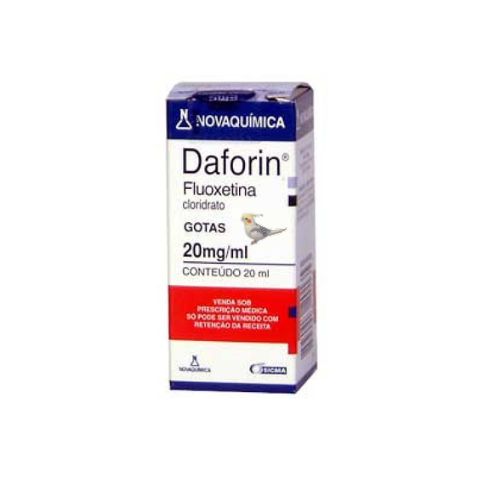 NOVAQUÍMICA
Daforin®
Fluoxetina
cloridrato
GOTAS
20mg/ml
CONTEÚDO 20 ml
VENDA SOB
PRESCRIÇÃO MÉDICA
SÓ PODE SER VENDIDO COM
RETENÇÃO DA RECEITA
NOVAQUÍMICA
SIGMA